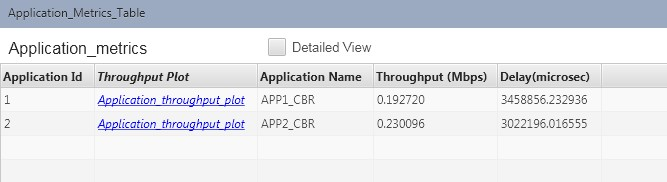 Application_Metrics_Table
Application_metrics Detailed View
Application Id Throughput Plot Application Name Throughput (Mbps) Delay(microsec)
1 Application_throughput_plot APP1_CBR 0.192720 3458856.232936
2 Application_throughput_plot APP2_CBR 0.230096 3022196.016555